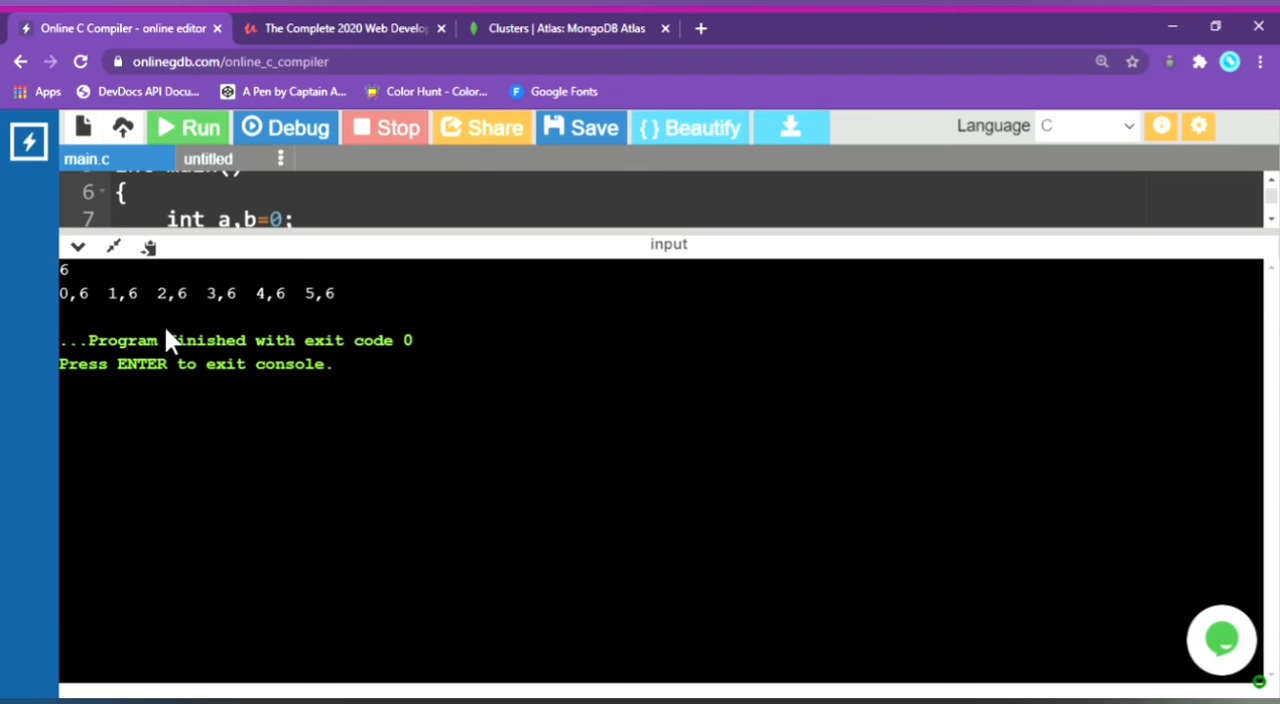 Online C Compiler - online editor
The Complete 2020 Web Develo
Clusters | Atlas: MongoDB Atlas
onlinegdb.com/online_c_compiler
Apps
DevDocs API Docu...
A Pen by Captain A...
Color Hunt - Color...
Google Fonts
Run
Debug
Stop
Share
Save
{ } Beautify
Language
C
main.c
untitled
int main()
6 {
7 int a,b=0;
input
6
0,6 1,6 2,6 3,6 4,6 5,6
...Program finished with exit code 0
Press ENTER to exit console.